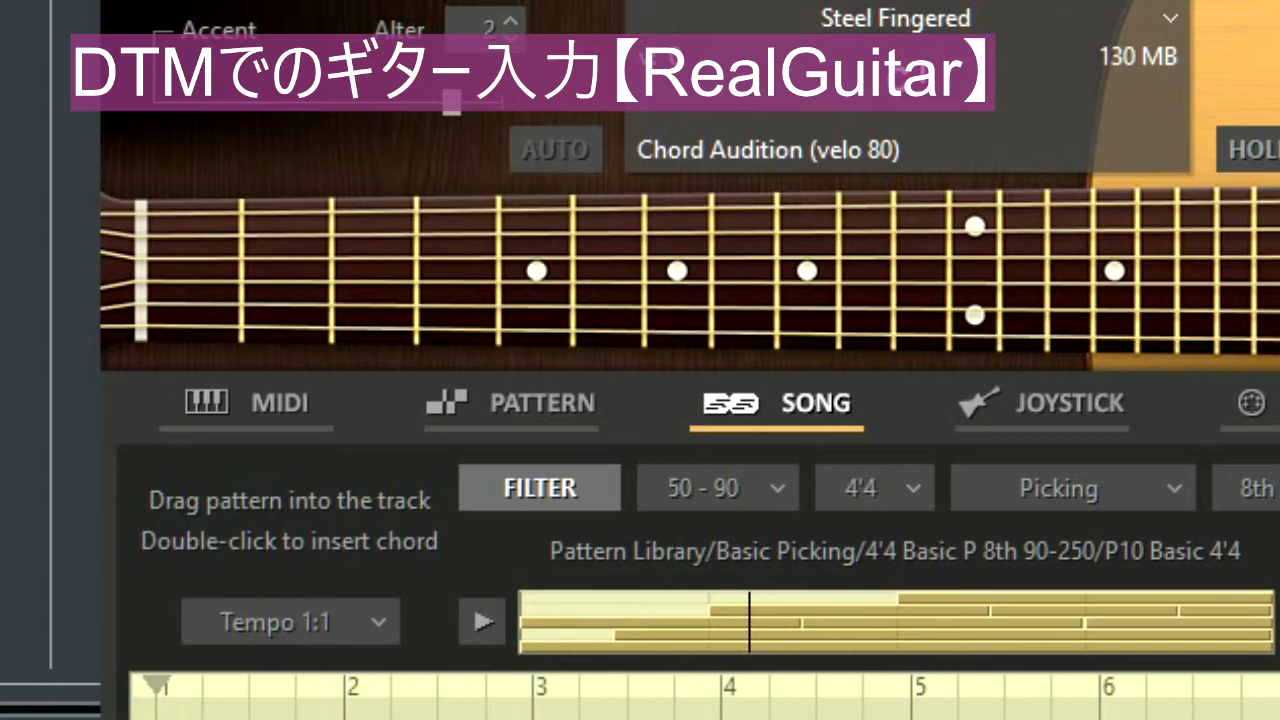 Steel Fingered
Accent
Alter
2
DTMでのギター入力【RealGuitar】
130 MB
AUTO
Chord Audition (velo 80)
MIDI
PATTERN
SONG
JOYSTICK
Drag pattern into the track
Double-click to insert chord
FILTER
50 - 90
4'4
Picking
8th
Pattern Library/Basic Picking/4'4 Basic P 8th 90-250/P10 Basic 4'4
Tempo 1:1
1 2 3 4 5 6